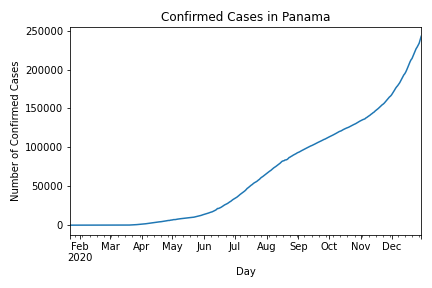 Confirmed Cases in Panama
Number of Confirmed Cases
250000
200000
150000
100000
50000
0
Feb Mar Apr May Jun Jul Aug Sep Oct Nov Dec
2020
Day